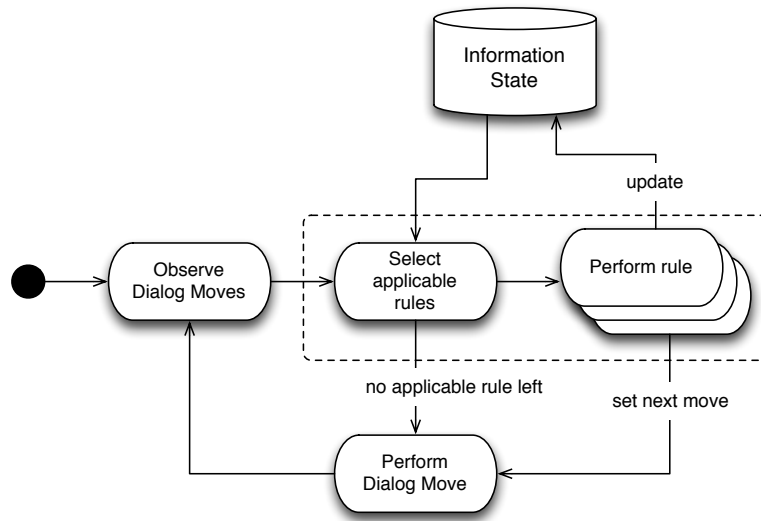 Information
State
update
Observe
Dialog Moves
Select
applicable
rules
Perform rule
no applicable rule left
set next move
Perform
Dialog Move